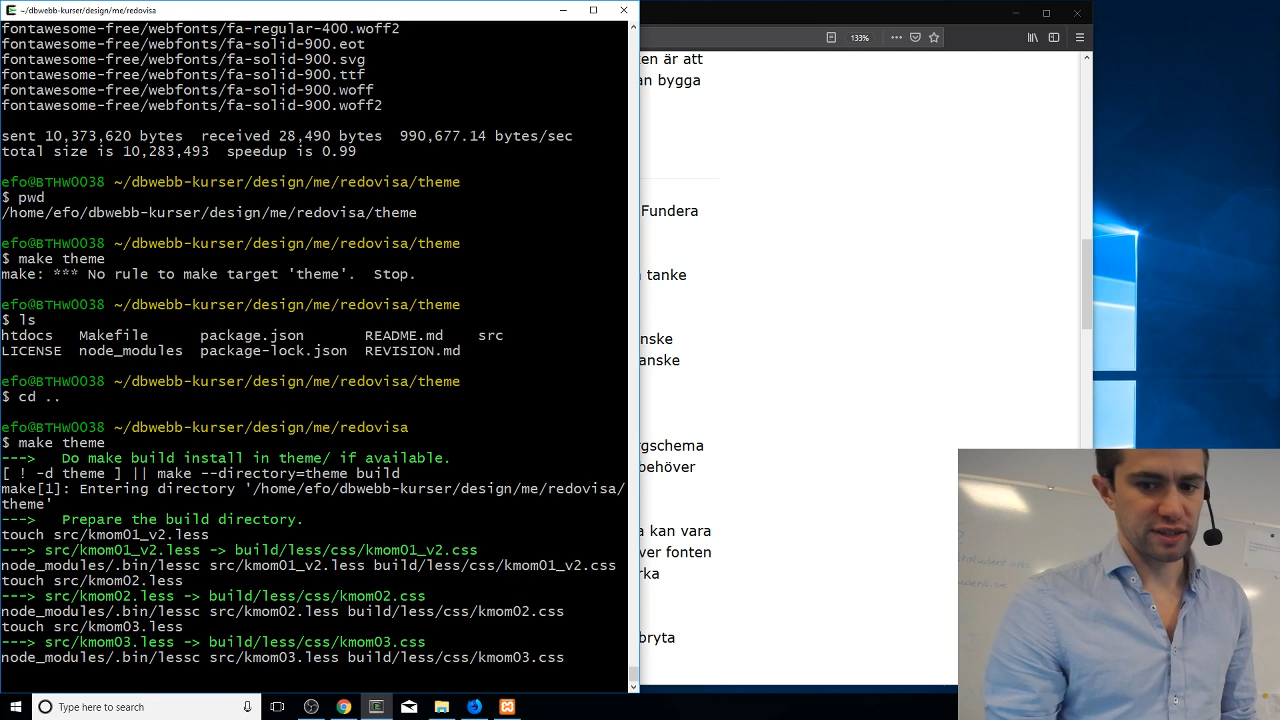 ~/dbwebb-kurser/design/me/redovisa
fontawesome-free/webfonts/fa-regular-400.woff2
fontawesome-free/webfonts/fa-solid-900.eot
fontawesome-free/webfonts/fa-solid-900.svg
fontawesome-free/webfonts/fa-solid-900.ttf
fontawesome-free/webfonts/fa-solid-900.woff
fontawesome-free/webfonts/fa-solid-900.woff2
sent 10,373,620 bytes  received 28,490 bytes  990,677.14 bytes/sec
total size is 10,283,493  speedup is 0.99
efo@BTHW0038 ~/dbwebb-kurser/design/me/redovisa/theme
$ pwd
/home/efo/dbwebb-kurser/design/me/redovisa/theme
efo@BTHW0038 ~/dbwebb-kurser/design/me/redovisa/theme
$ make theme
make: *** No rule to make target 'theme'.  Stop.
efo@BTHW0038 ~/dbwebb-kurser/design/me/redovisa/theme
$ ls
htdocs   Makefile      package.json       README.md    src
LICENSE  node_modules  package-lock.json  REVISION.md
efo@BTHW0038 ~/dbwebb-kurser/design/me/redovisa/theme
$ cd ..
efo@BTHW0038 ~/dbwebb-kurser/design/me/redovisa
$ make theme
--->   Do make build install in theme/ if available.
[ ! -d theme ] || make --directory=theme build
make[1]: Entering directory '/home/efo/dbwebb-kurser/design/me/redovisa/
theme'
--->   Prepare the build directory.
touch src/kmom01_v2.less
---> src/kmom01_v2.less -> build/less/css/kmom01_v2.css
node_modules/.bin/lessc src/kmom01_v2.less build/less/css/kmom01_v2.css
touch src/kmom02.less
---> src/kmom02.less -> build/less/css/kmom02.css
node_modules/.bin/lessc src/kmom02.less build/less/css/kmom02.css
touch src/kmom03.less
---> src/kmom03.less -> build/less/css/kmom03.css
node_modules/.bin/lessc src/kmom03.less build/less/css/kmom03.css
133%
en är att
an bygga
Fundera
tanke
nske
anske
rgschema
behöver
a kan vara
ver fonten
rka
bryta
Type here to search